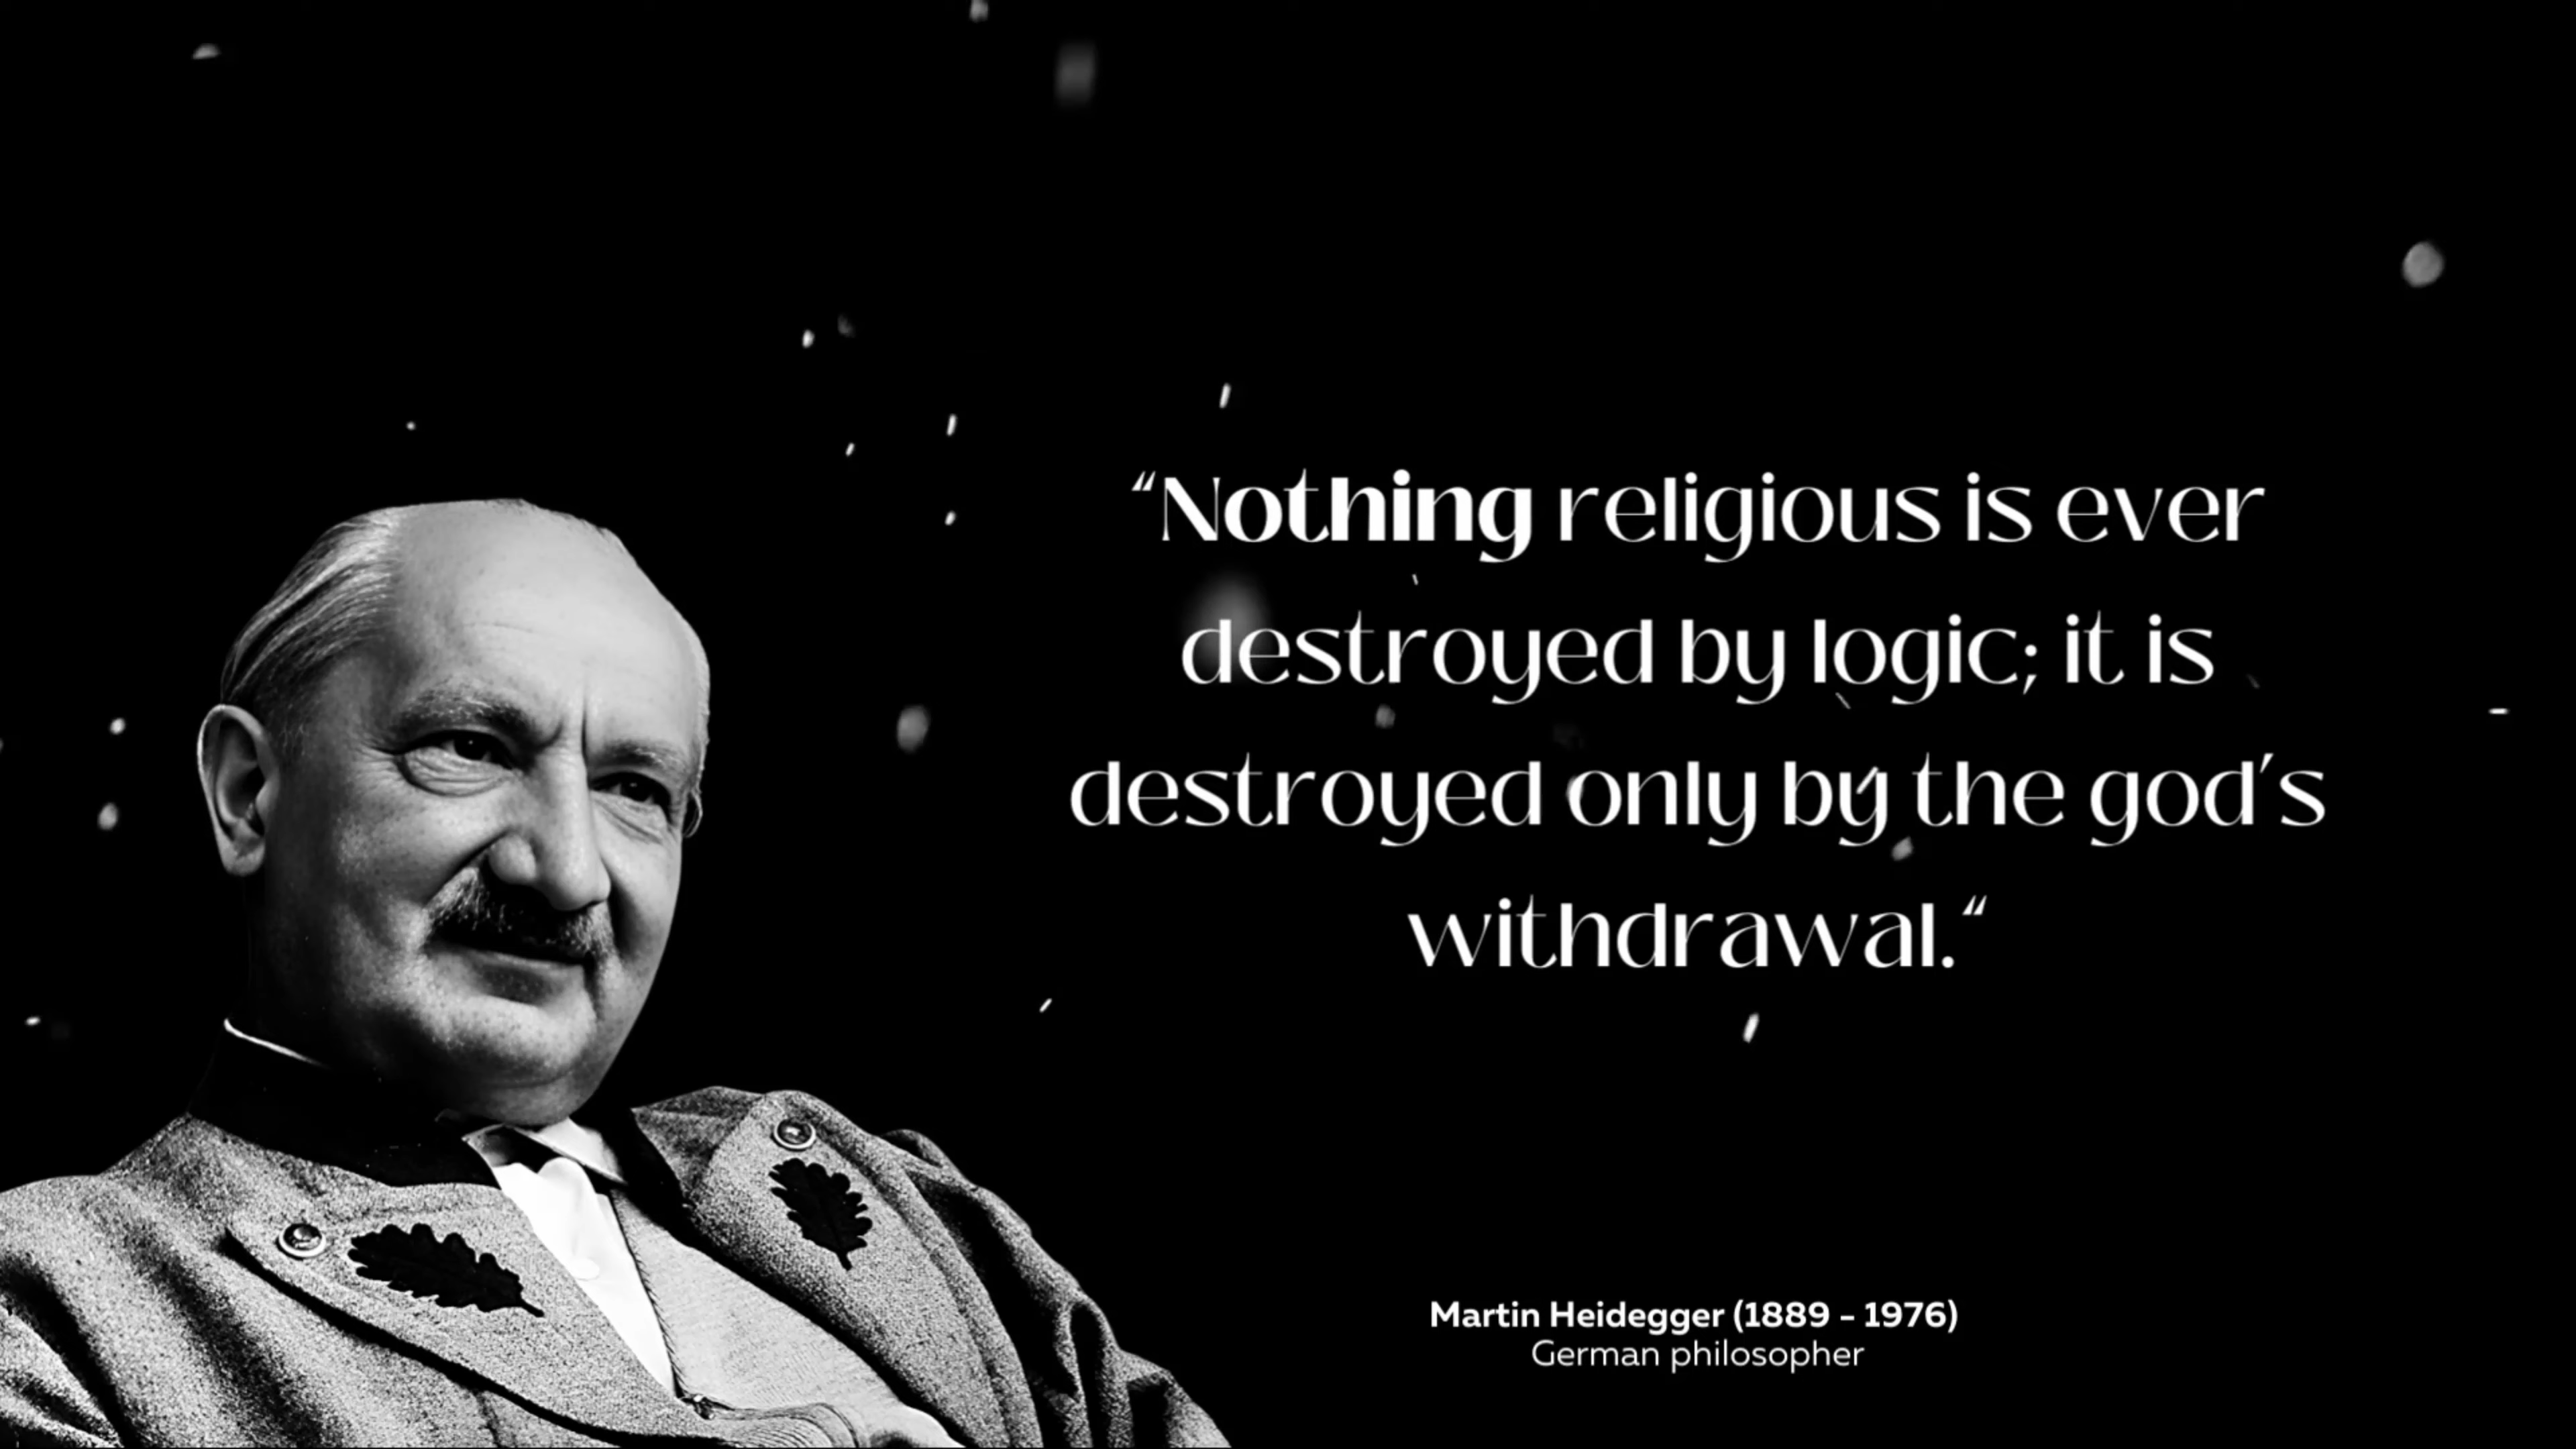 “Nothing religious is ever
destroyed by logic; it is
destroyed only by the god's
withdrawal.“
Martin Heidegger (1889 - 1976)
German philosopher